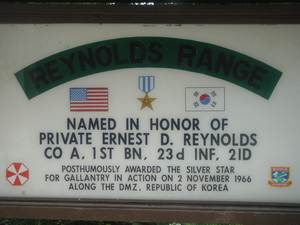 REYNOLDS RANGE
NAMED IN HONOR OF
PRIVATE ERNEST D. REYNOLDS
CO A, 1ST BN, 23d INF, 2ID
POSTHUMOUSLY AWARDED THE SILVER STAR
FOR GALLANTRY IN ACTION ON 2 NOVEMBER 1966
ALONG THE DMZ, REPUBLIC OF KOREA